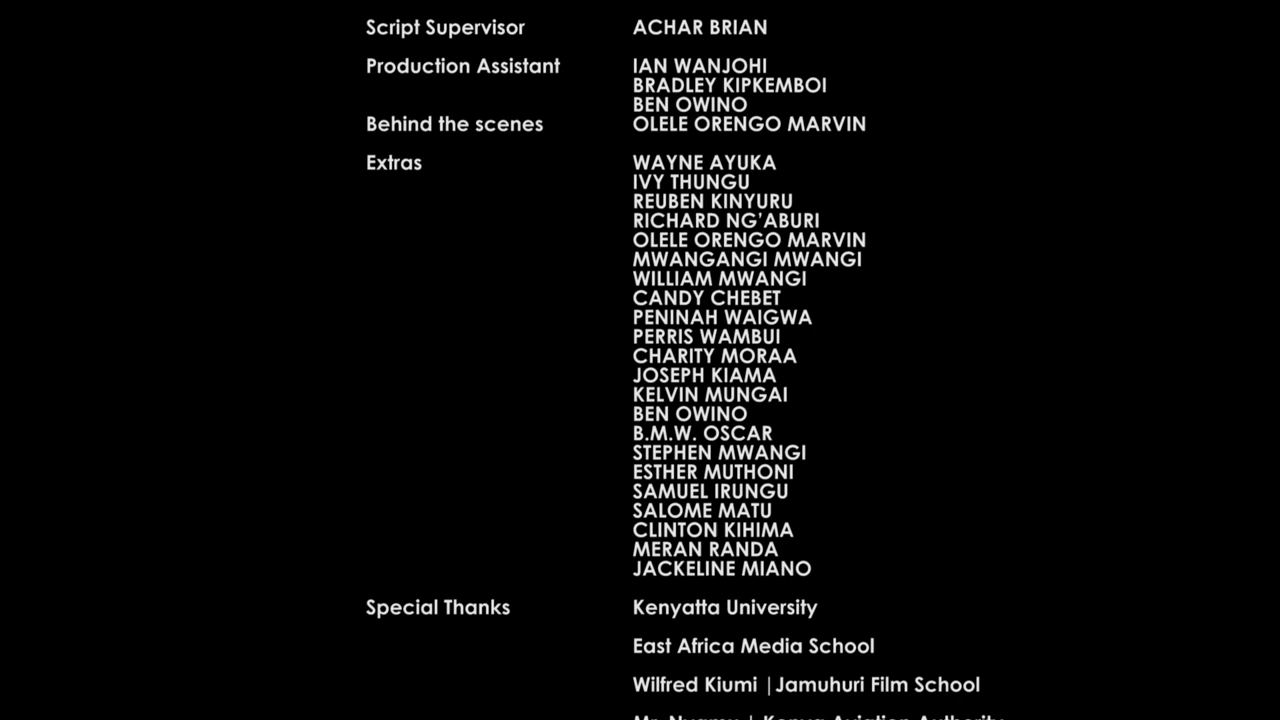 Script Supervisor ACHAR BRIAN
Production Assistant IAN WANJOHI
BRADLEY KIPKEMBOI
BEN OWINO
Behind the scenes OLELE ORENGO MARVIN
Extras WAYNE AYUKA
IVY THUNGU
REUBEN KINYURU
RICHARD NG'ABURI
OLELE ORENGO MARVIN
MWANGANGI MWANGI
WILLIAM MWANGI
CANDY CHEBET
PENINAH WAIGWA
PERRIS WAMBUI
CHARITY MORAA
JOSEPH KIAMA
KELVIN MUNGAI
BEN OWINO
B.M.W. OSCAR
STEPHEN MWANGI
ESTHER MUTHONI
SAMUEL IRUNGU
SALOME MATU
CLINTON KIHIMA
MERAN RANDA
JACKELINE MIANO
Special Thanks Kenyatta University
East Africa Media School
Wilfred Kiumi |Jamuhuri Film School
| Kenya Aviation Authority